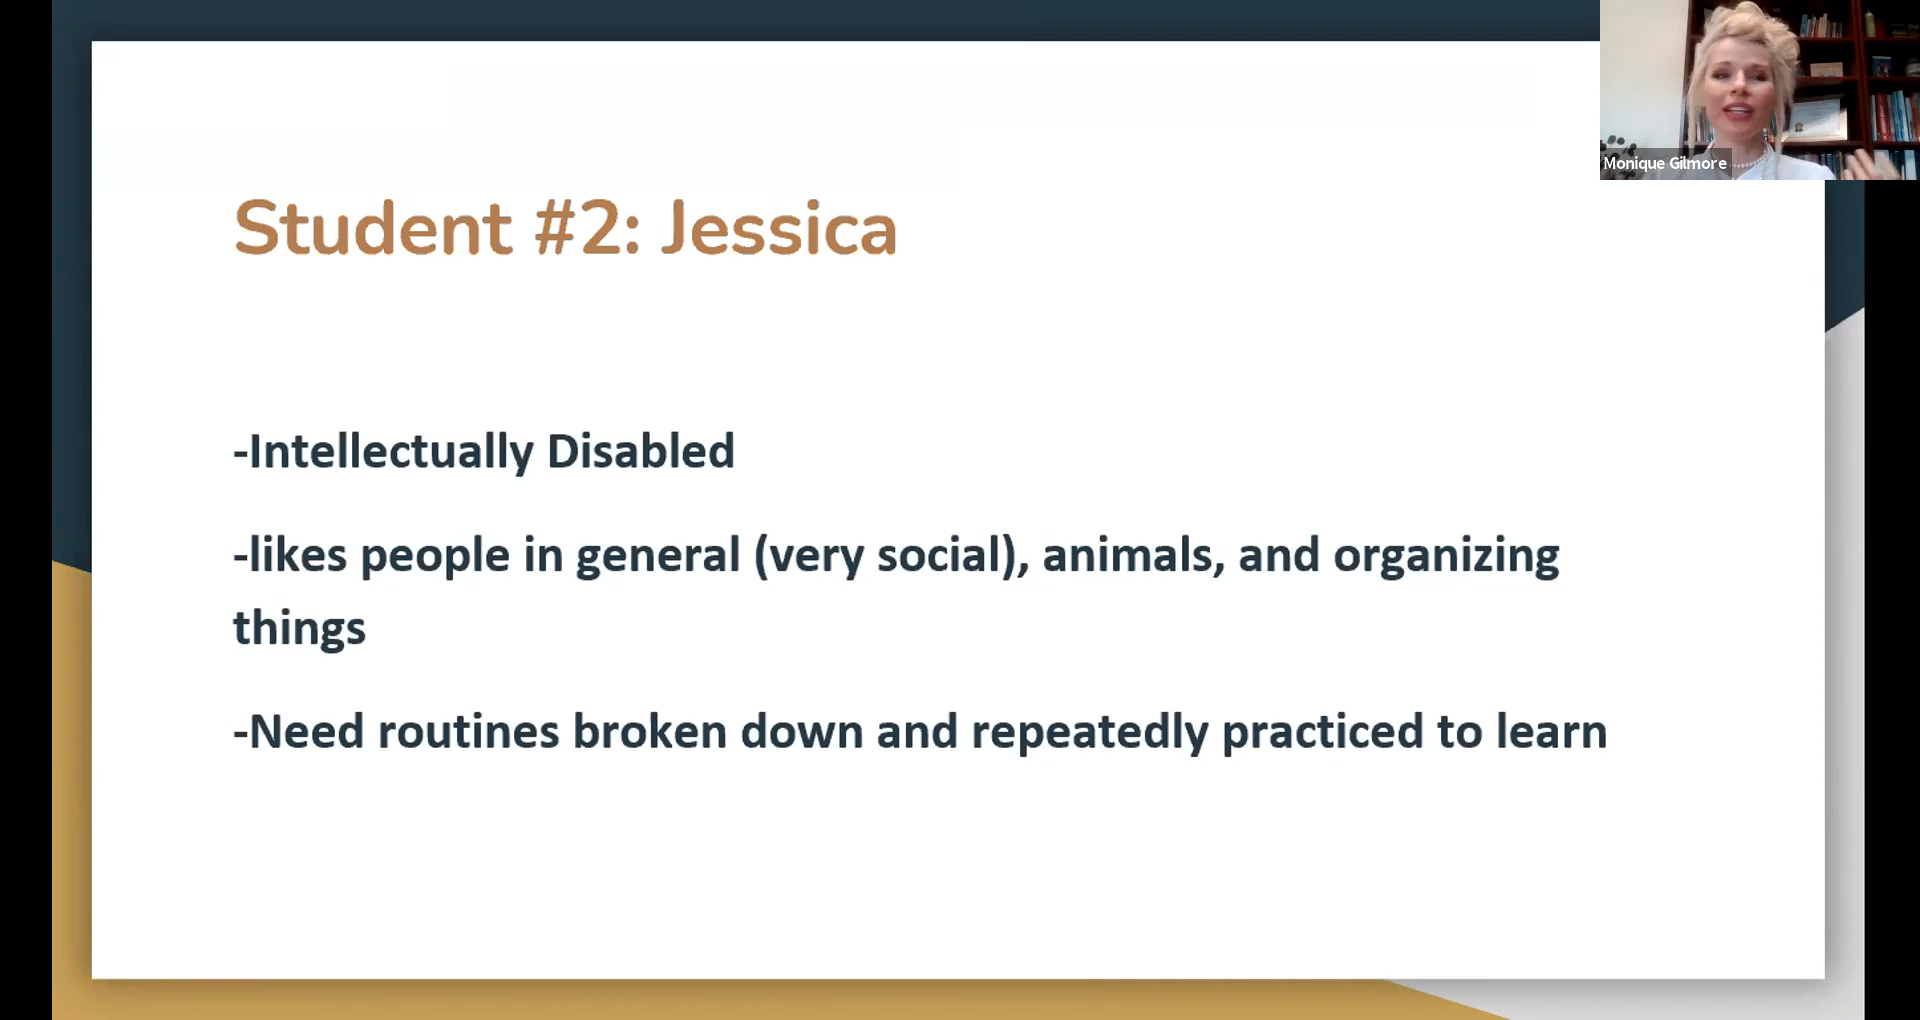 Monique Gilmore
Student #2: Jessica
-Intellectually Disabled
-likes people in general (very social), animals, and organizing
things
-Need routines broken down and repeatedly practiced to learn